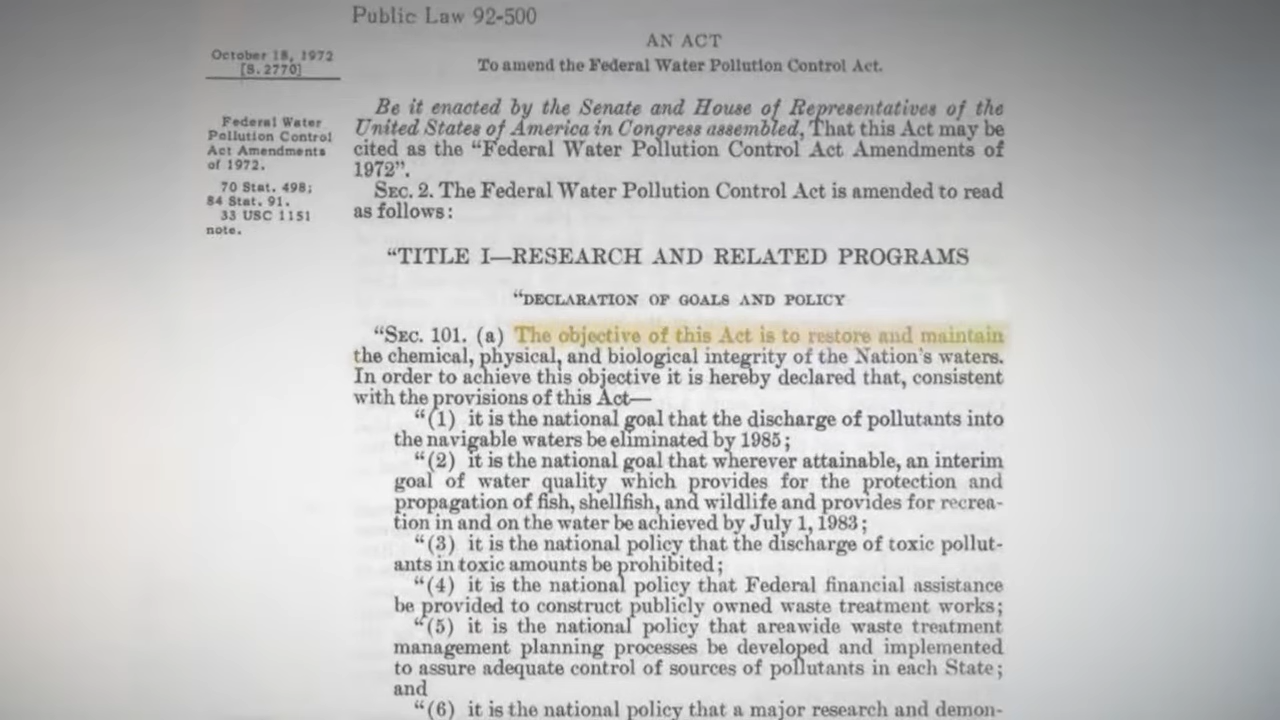 Public Law 92-500
AN ACT
October 18, 1972
[S. 2770]
To amend the Federal Water Pollution Control Act.
Federal Water
Pollution Control
Act Amendments
of 1972.
70 Stat. 498;
84 Stat. 91.
33 USC 1151
note.
Be it enacted by the Senate and House of Representatives of the
United States of America in Congress assembled, That this Act may be
cited as the “Federal Water Pollution Control Act Amendments of
1972”.
SEC. 2. The Federal Water Pollution Control Act is amended to read
as follows:
“TITLE I—RESEARCH AND RELATED PROGRAMS
“DECLARATION OF GOALS AND POLICY
“SEC. 101. (a) The objective of this Act is to restore and maintain
the chemical, physical, and biological integrity of the Nation's waters.
In order to achieve this objective it is hereby declared that, consistent
with the provisions of this Act—
“(1) it is the national goal that the discharge of pollutants into
the navigable waters be eliminated by 1985;
“(2) it is the national goal that wherever attainable, an interim
goal of water quality which provides for the protection and
propagation of fish, shellfish, and wildlife and provides for recrea-
tion in and on the water be achieved by July 1, 1983;
“(3) it is the national policy that the discharge of toxic pollut-
ants in toxic amounts be prohibited;
“(4) it is the national policy that Federal financial assistance
be provided to construct publicly owned waste treatment works;
“(5) it is the national policy that areawide waste treatment
management planning processes be developed and implemented
to assure adequate control of sources of pollutants in each State;
and
“(6) it is the national policy that a major research and demon-